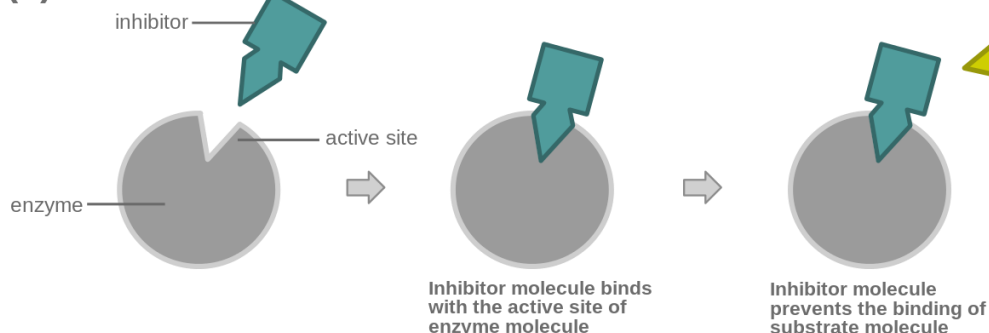 inhibitor
active site
enzyme
Inhibitor molecule binds
with the active site of
enzyme molecule
Inhibitor molecule
prevents the binding of
substrate molecule